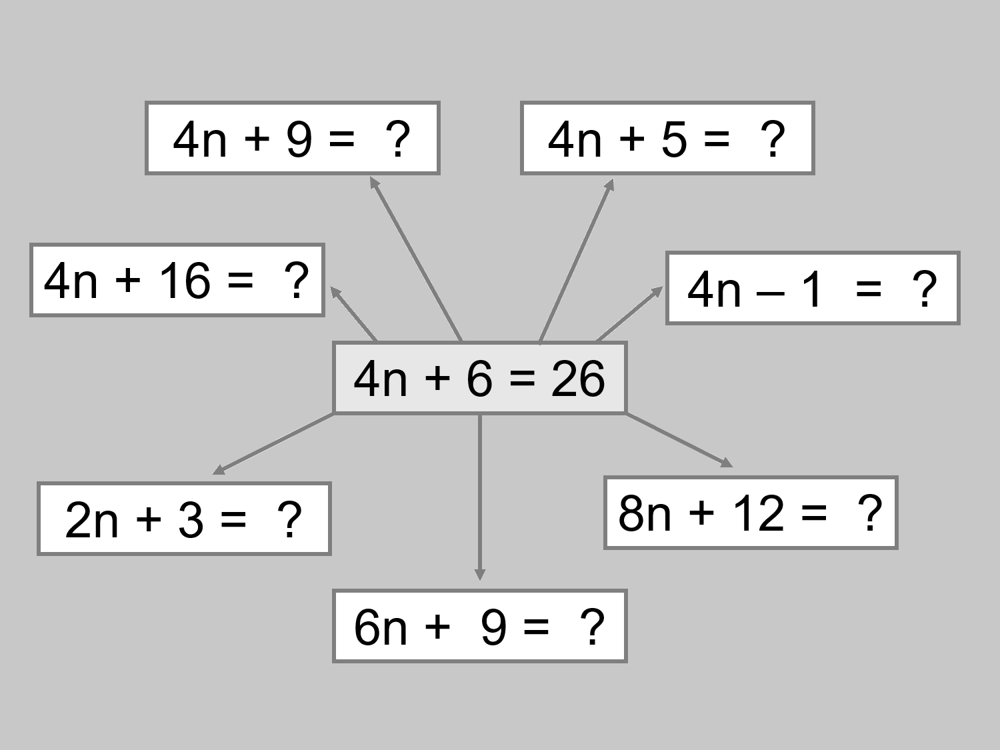 4n + 9 = ?
4n + 5 = ?
4n + 16 = ?
4n – 1 = ?
4n + 6 = 26
2n + 3 = ?
8n + 12 = ?
6n + 9 = ?